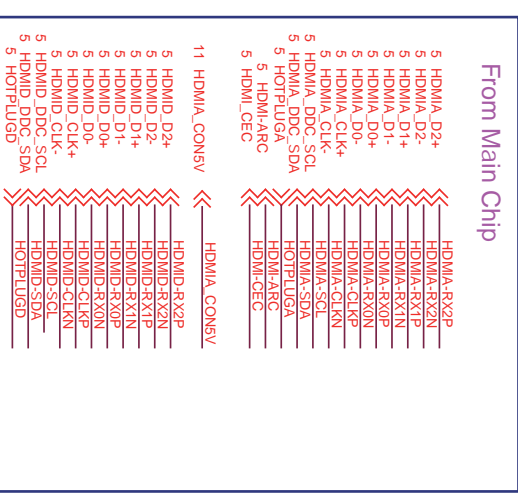 From Main Chip
5 HDMIA_D2+ HDMIA-RX2P
5 HDMIA_D2- HDMIA-RX2N
5 HDMIA_D1+ HDMIA-RX1P
5 HDMIA_D1- HDMIA-RX1N
5 HDMIA_D0+ HDMIA-RX0P
5 HDMIA_D0- HDMIA-RX0N
5 HDMIA_CLK+ HDMIA-CLKP
5 HDMIA_CLK- HDMIA-CLKN
5 HDMIA_DDC_SCL HDMIA-SCL
5 HDMIA_DDC_SDA HDMIA-SDA
5 HOTPLUGA HOTPLUGA
5 HDMI-ARC HDMI-ARC
5 HDMI_CEC HDMI-CEC
11 HDMIA_CON5V HDMIA_CON5V
5 HDMID_D2+ HDMID-RX2P
5 HDMID_D2- HDMID-RX2N
5 HDMID_D1+ HDMID-RX1P
5 HDMID_D1- HDMID-RX1N
5 HDMID_D0+ HDMID-RX0P
5 HDMID_D0- HDMID-RX0N
5 HDMID_CLK+ HDMID-CLKP
5 HDMID_CLK- HDMID-CLKN
5 HDMID_DDC_SCL HDMID-SCL
5 HDMID_DDC_SDA HDMID-SDA
5 HOTPLUGD HOTPLUGD